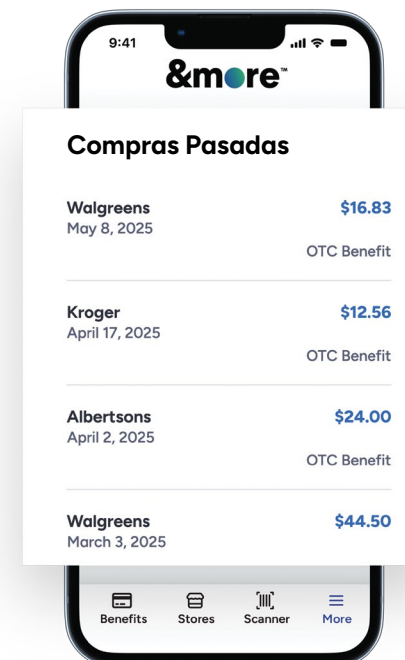 9:41
&more™
Compras Pasadas
Walgreens $16.83
May 8, 2025
OTC Benefit
Kroger $12.56
April 17, 2025
OTC Benefit
Albertsons $24.00
April 2, 2025
OTC Benefit
Walgreens $44.50
March 3, 2025
Benefits Stores Scanner More